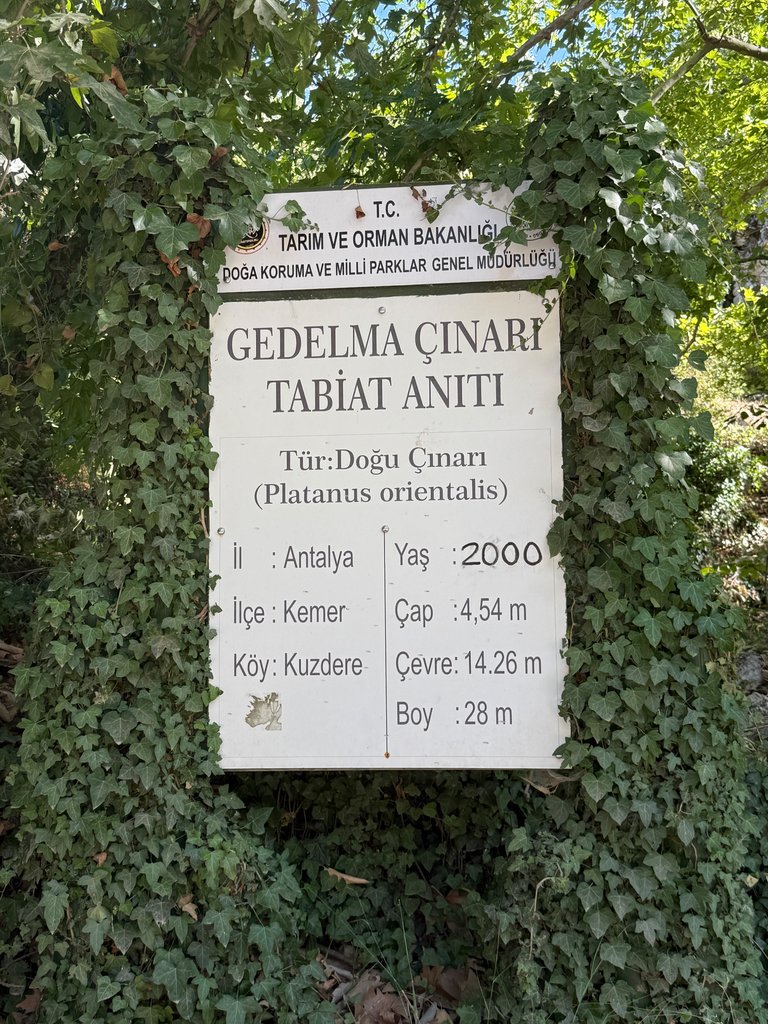 T.C.
TARIM VE ORMAN BAKANLIĞI
DOĞA KORUMA VE MİLLİ PARKLAR GENEL MÜDÜRLÜĞÜ
GEDELMA ÇINARI
TABİAT ANITI
Tür:Doğu Çınarı
(Platanus orientalis)
İl : Antalya
İlçe : Kemer
Köy : Kuzdere
Yaş : 2000
Çap : 4,54 m
Çevre: 14.26 m
Boy : 28 m